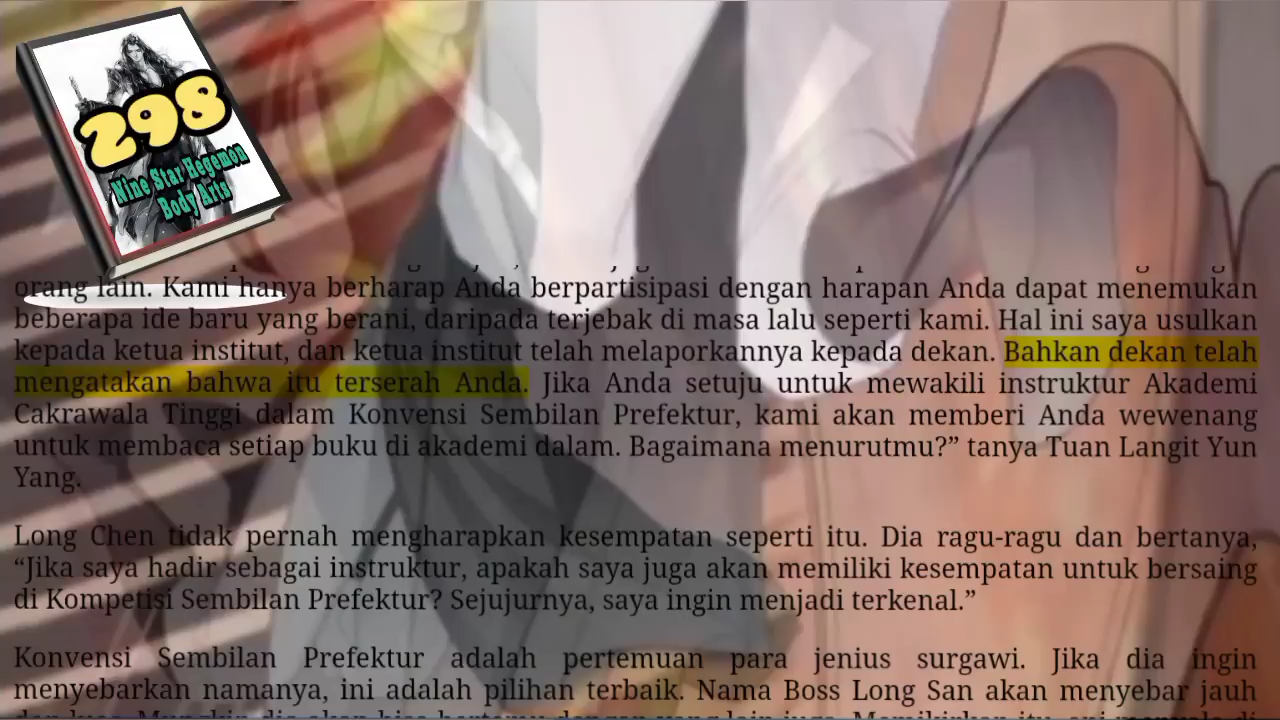 298
Nine Star Hegemon
Body Arts
orang lain. Kami hanya berharap Anda berpartisipasi dengan harapan Anda dapat menemukan
beberapa ide baru yang berani, daripada terjebak di masa lalu seperti kami. Hal ini saya usulkan
kepada ketua institut, dan ketua institut telah melaporkannya kepada dekan. Bahkan dekan telah
mengatakan bahwa itu terserah Anda. Jika Anda setuju untuk mewakili instruktur Akademi
Cakrawala Tinggi dalam Konvensi Sembilan Prefektur, kami akan memberi Anda wewenang
untuk membaca setiap buku di akademi dalam. Bagaimana menurutmu?” tanya Tuan Langit Yun
Yang.
Long Chen tidak pernah mengharapkan kesempatan seperti itu. Dia ragu-ragu dan bertanya,
“Jika saya hadir sebagai instruktur, apakah saya juga akan memiliki kesempatan untuk bersaing
di Kompetisi Sembilan Prefektur? Sejujurnya, saya ingin menjadi terkenal.”
Konvensi Sembilan Prefektur adalah pertemuan para jenius surgawi. Jika dia ingin
menyebarkan namanya, ini adalah pilihan terbaik. Nama Boss Long San akan menyebar jauh